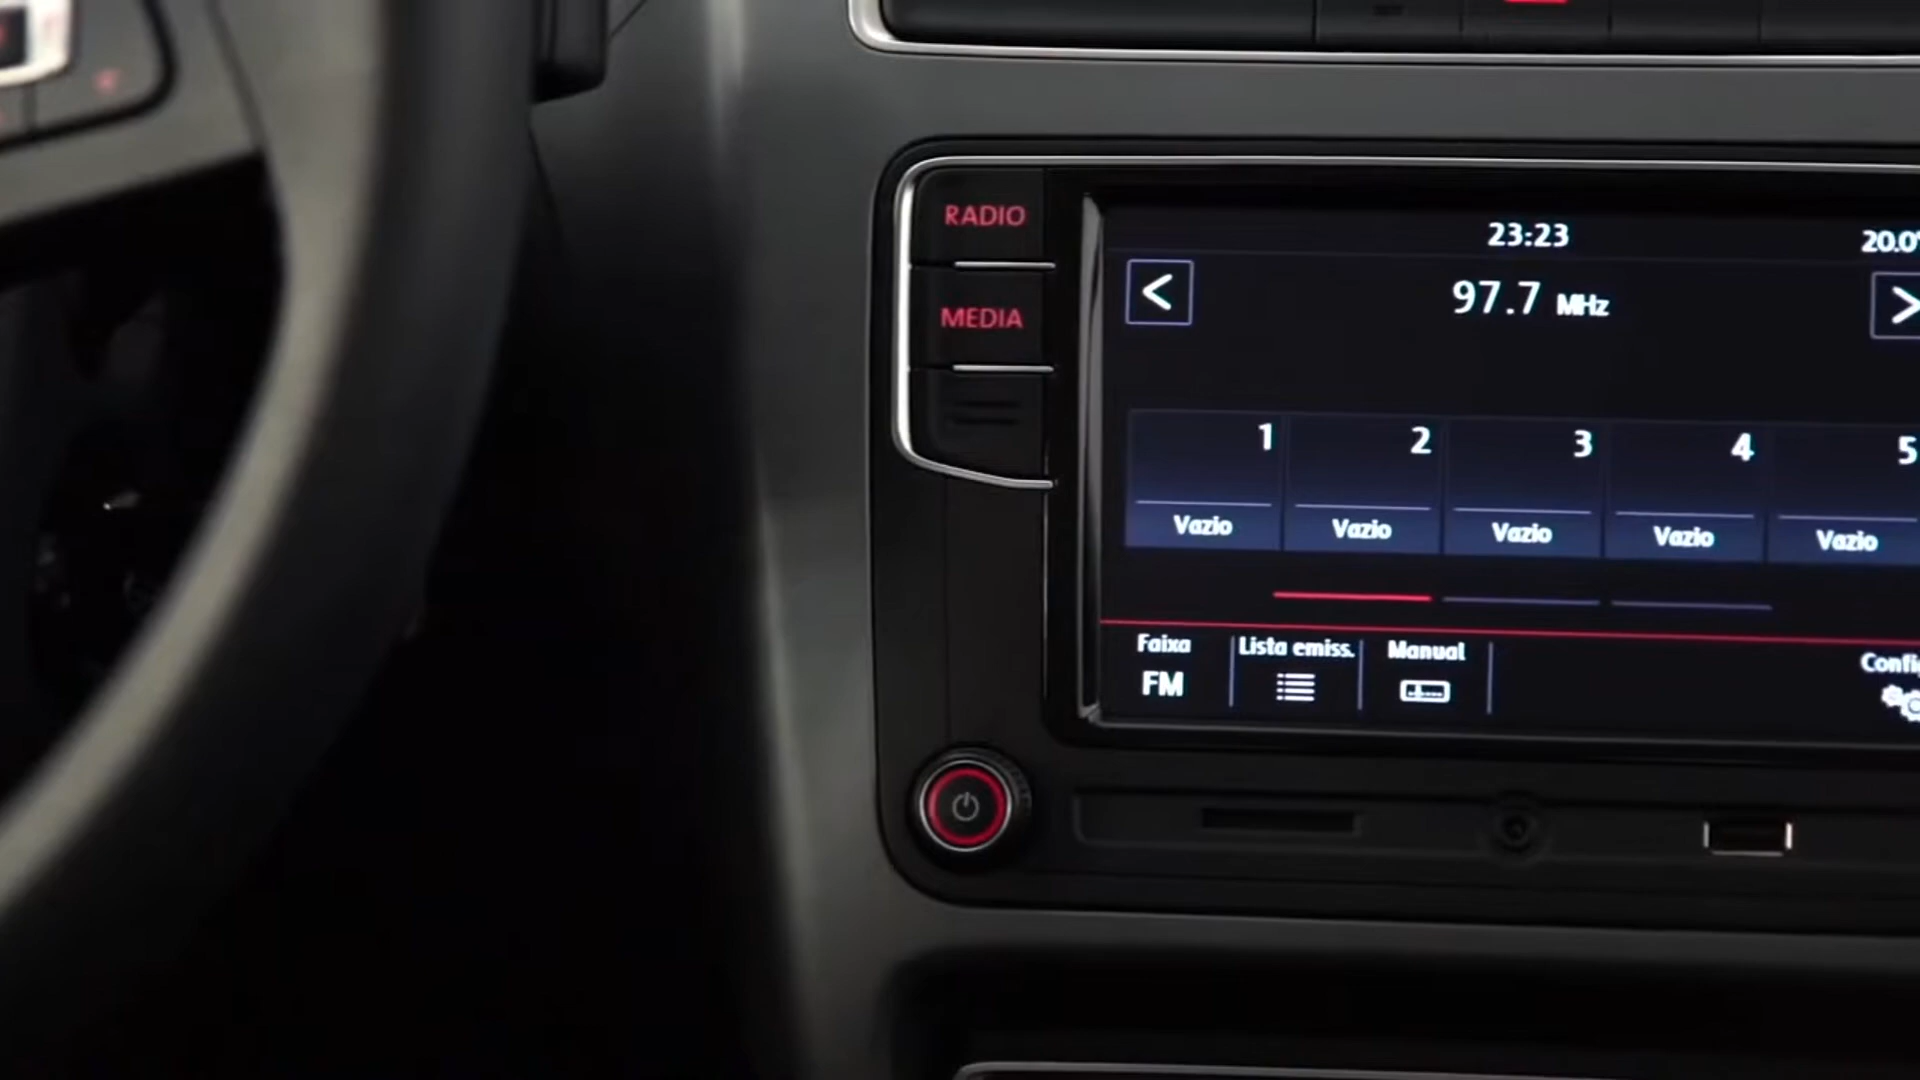 RADIO
MEDIA
23:23
20.0°
97.7 MHz
1 2 3 4 5
Vazio Vazio Vazio Vazio Vazio
Faixa Lista emiss. Manual
FM